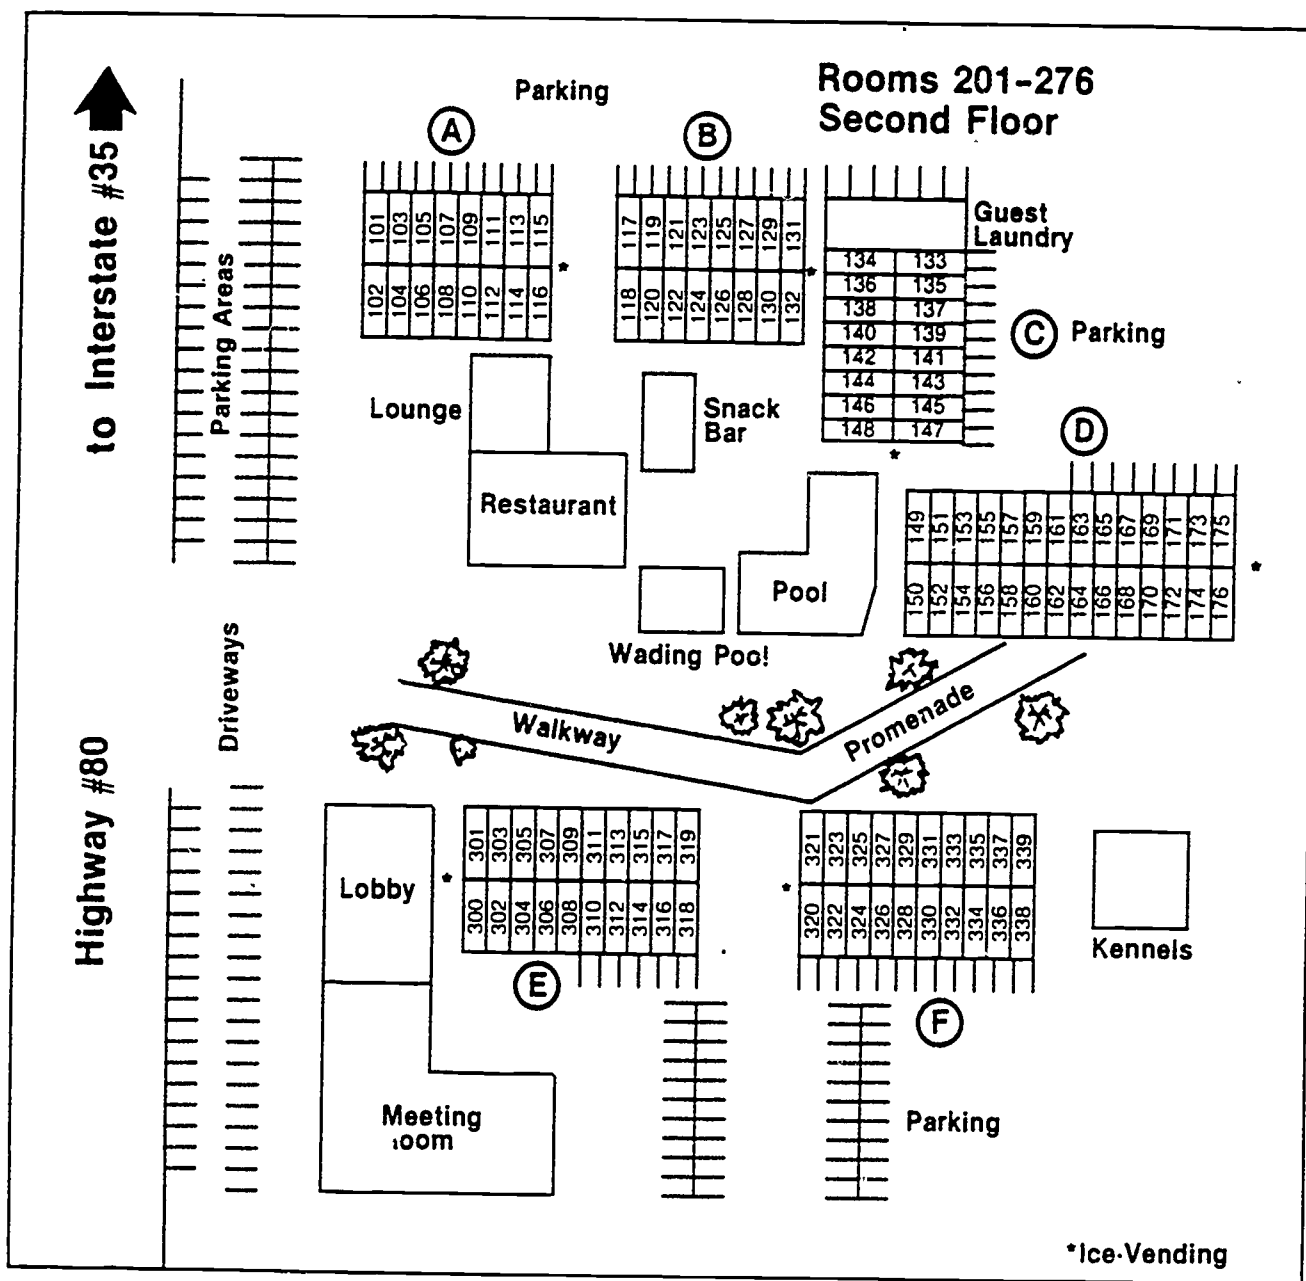 Rooms 201-276
Second Floor
Parking
A
B
to Interstate #35
Parking Areas
101 103 105 107 109 111 113 115
102 104 106 108 110 112 114 116
*
117 119 121 123 125 127 129 131
118 120 122 124 126 128 130 132
*
Guest
Laundry
134 133
136 135
138 137
140 139
142 141
144 143
146 145
148 147
*
C
Parking
Lounge
Restaurant
Snack
Bar
D
149 151 153 155 157 159 161 163 165 167 169 171 173 175
150 152 154 156 158 160 162 164 166 168 170 172 174 176
*
Pool
Wading Pool
Driveways
Walkway
Promenade
Highway #80
Lobby
*
301 303 305 307 309 311 313 315 317 319
300 302 304 306 308 310 312 314 316 318
E
*
321 323 325 327 329 331 333 335 337 339
320 322 324 326 328 330 332 334 336 338
F
Kennels
Meeting
room
Parking
*Ice-Vending